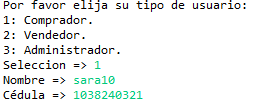 Por favor elija su tipo de usuario:
1: Comprador.
2: Vendedor.
3: Administrador.
Seleccion => 1
Nombre => sara10
Cédula => 1038240321